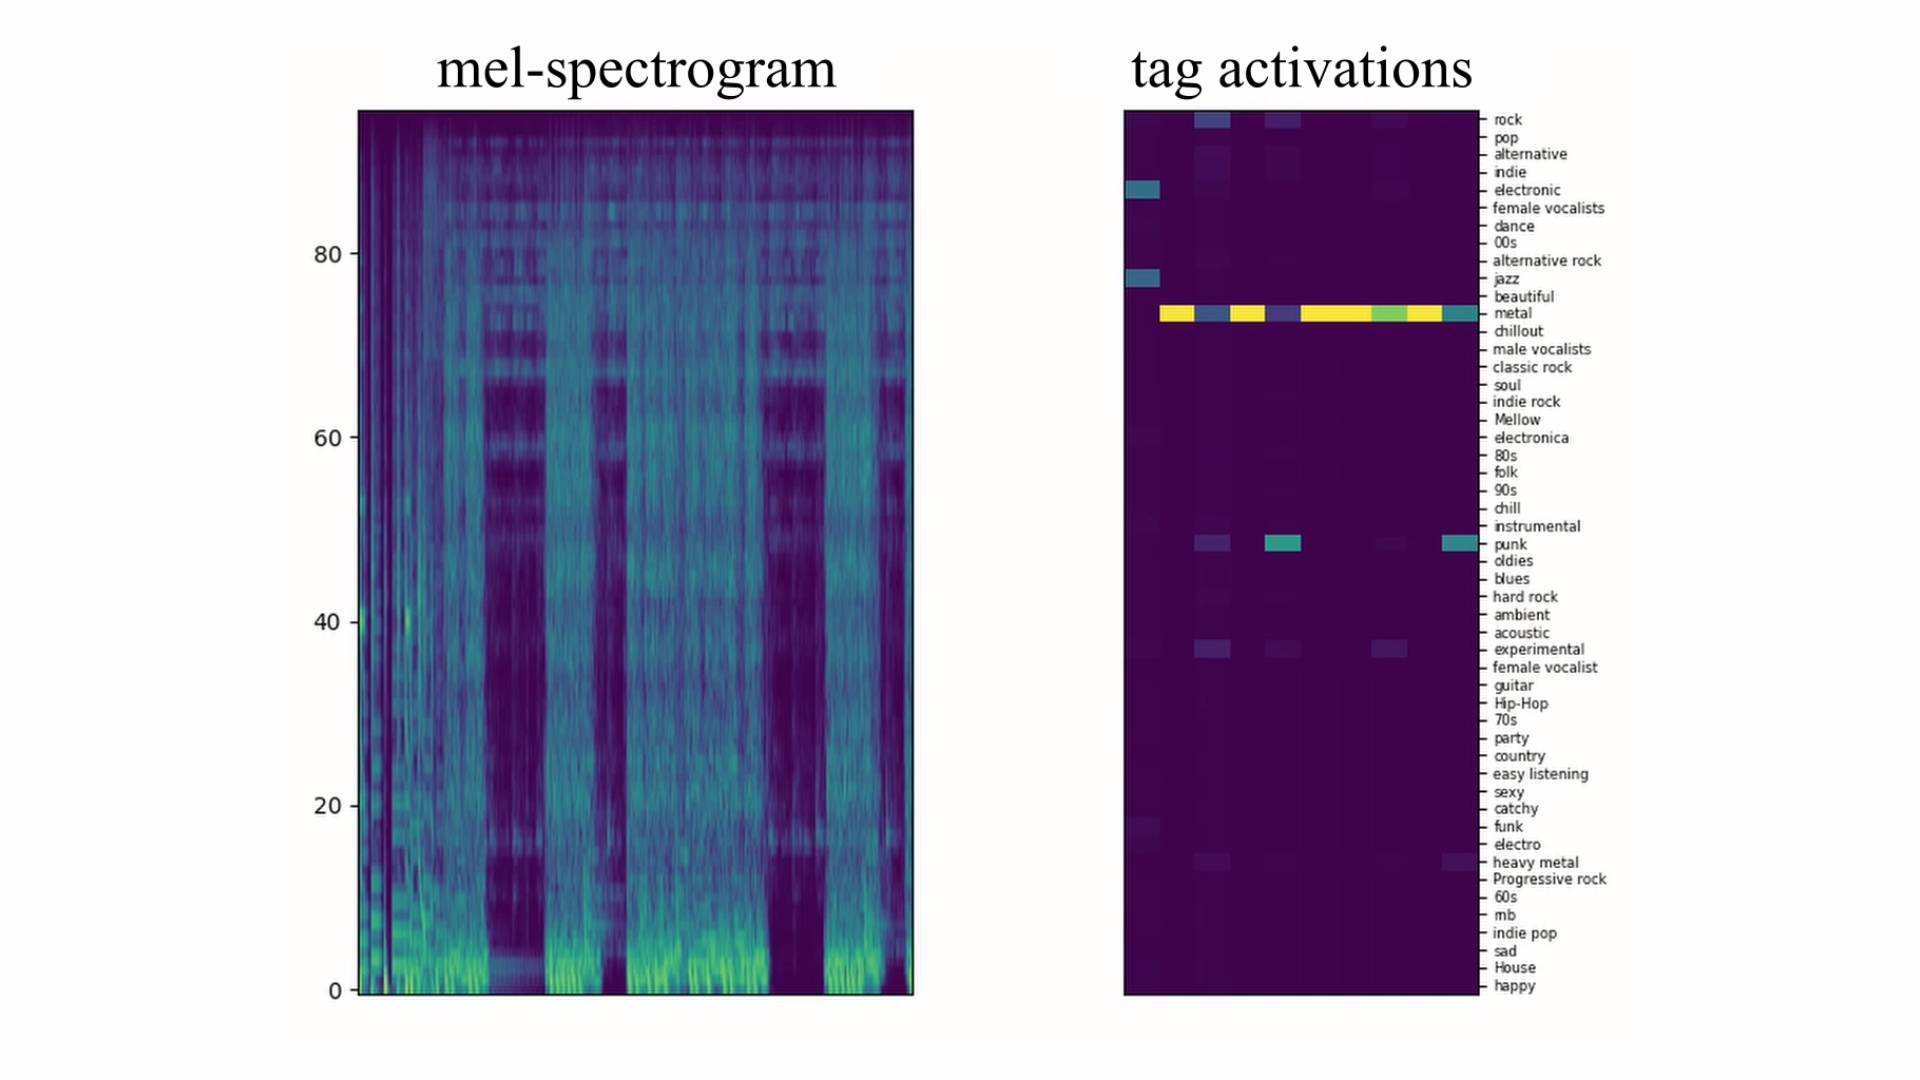 mel-spectrogram
80
60
40
20
0
tag activations
rock
pop
alternative
indie
electronic
female vocalists
dance
00s
alternative rock
jazz
beautiful
metal
chillout
male vocalists
classic rock
soul
indie rock
Mellow
electronica
80s
folk
90s
chill
instrumental
punk
oldies
blues
hard rock
ambient
acoustic
experimental
female vocalist
guitar
Hip-Hop
70s
party
country
easy listening
sexy
catchy
funk
electro
heavy metal
Progressive rock
60s
rnb
indie pop
sad
House
happy